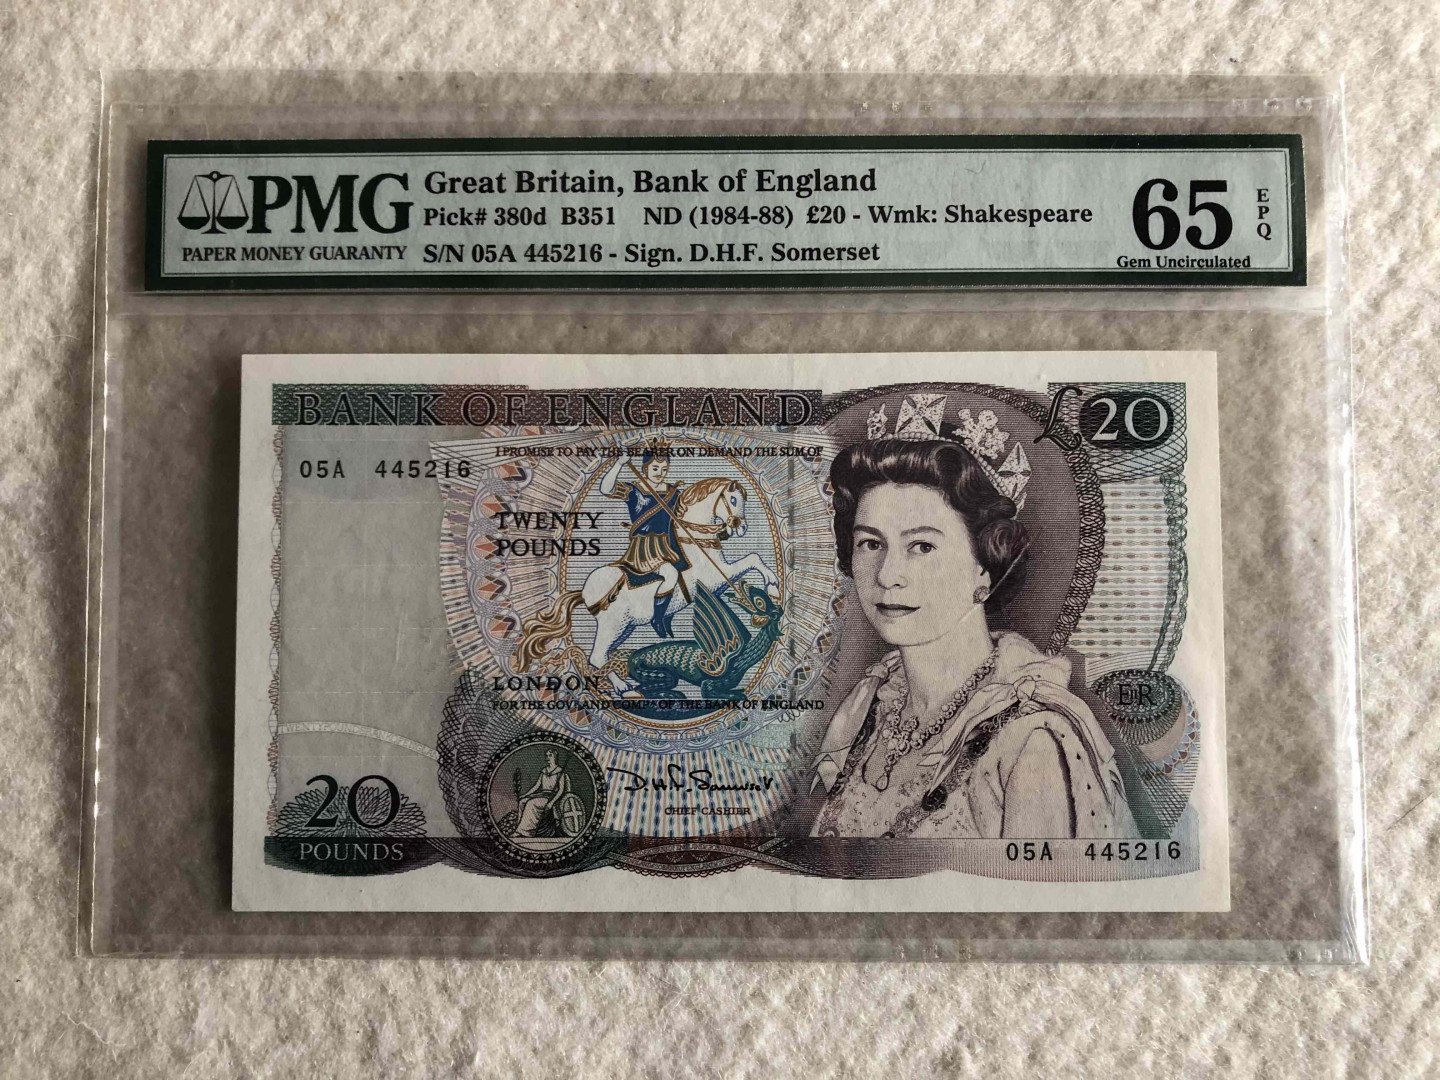 PMG
PAPER MONEY GUARANTY
Great Britain, Bank of England
Pick# 380d B351 ND (1984-88) £20 - Wmk: Shakespeare
S/N 05A 445216 - Sign. D.H.F. Somerset
65
EPQ
Gem Uncirculated
BANK OF ENGLAND
£20
05A 445216
I PROMISE TO PAY THE BEARER ON DEMAND THE SUM OF
TWENTY
POUNDS
LONDON
FOR THE GOVR AND COMPA OF THE BANK OF ENGLAND
EIIR
D.H.F. Somerset
CHIEF CASHIER
20
POUNDS
05A 445216